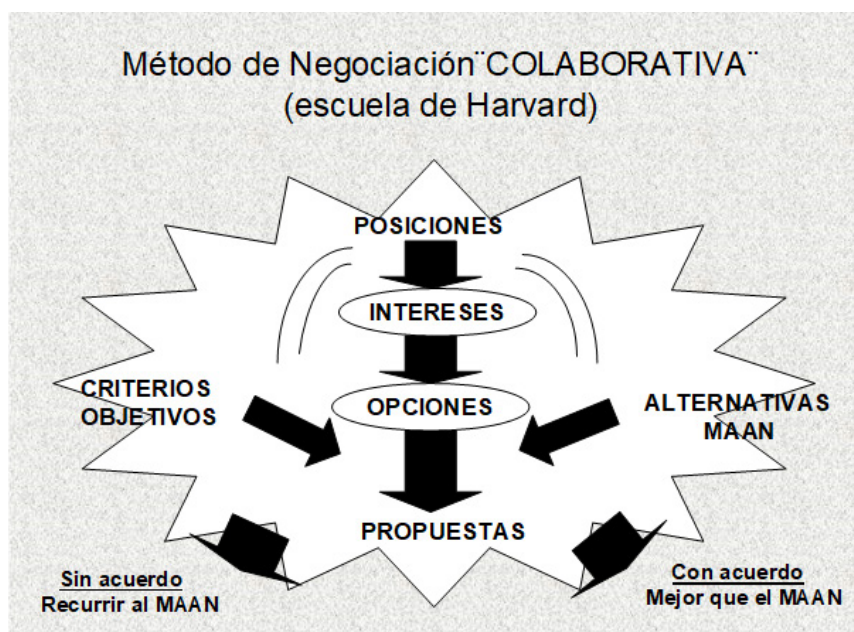 Método de Negociación¨COLABORATIVA¨
(escuela de Harvard)
POSICIONES
INTERESES
CRITERIOS
OBJETIVOS
OPCIONES
ALTERNATIVAS
MAAN
PROPUESTAS
Sin acuerdo
Recurrir al MAAN
Con acuerdo
Mejor que el MAAN